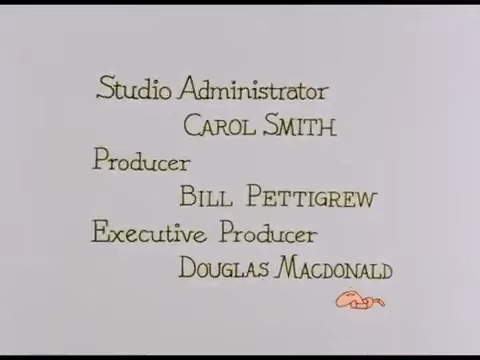 Studio Administrator
CAROL SMITH
Producer
BILL PETTIGREW
Executive Producer
DOUGLAS MACDONALD